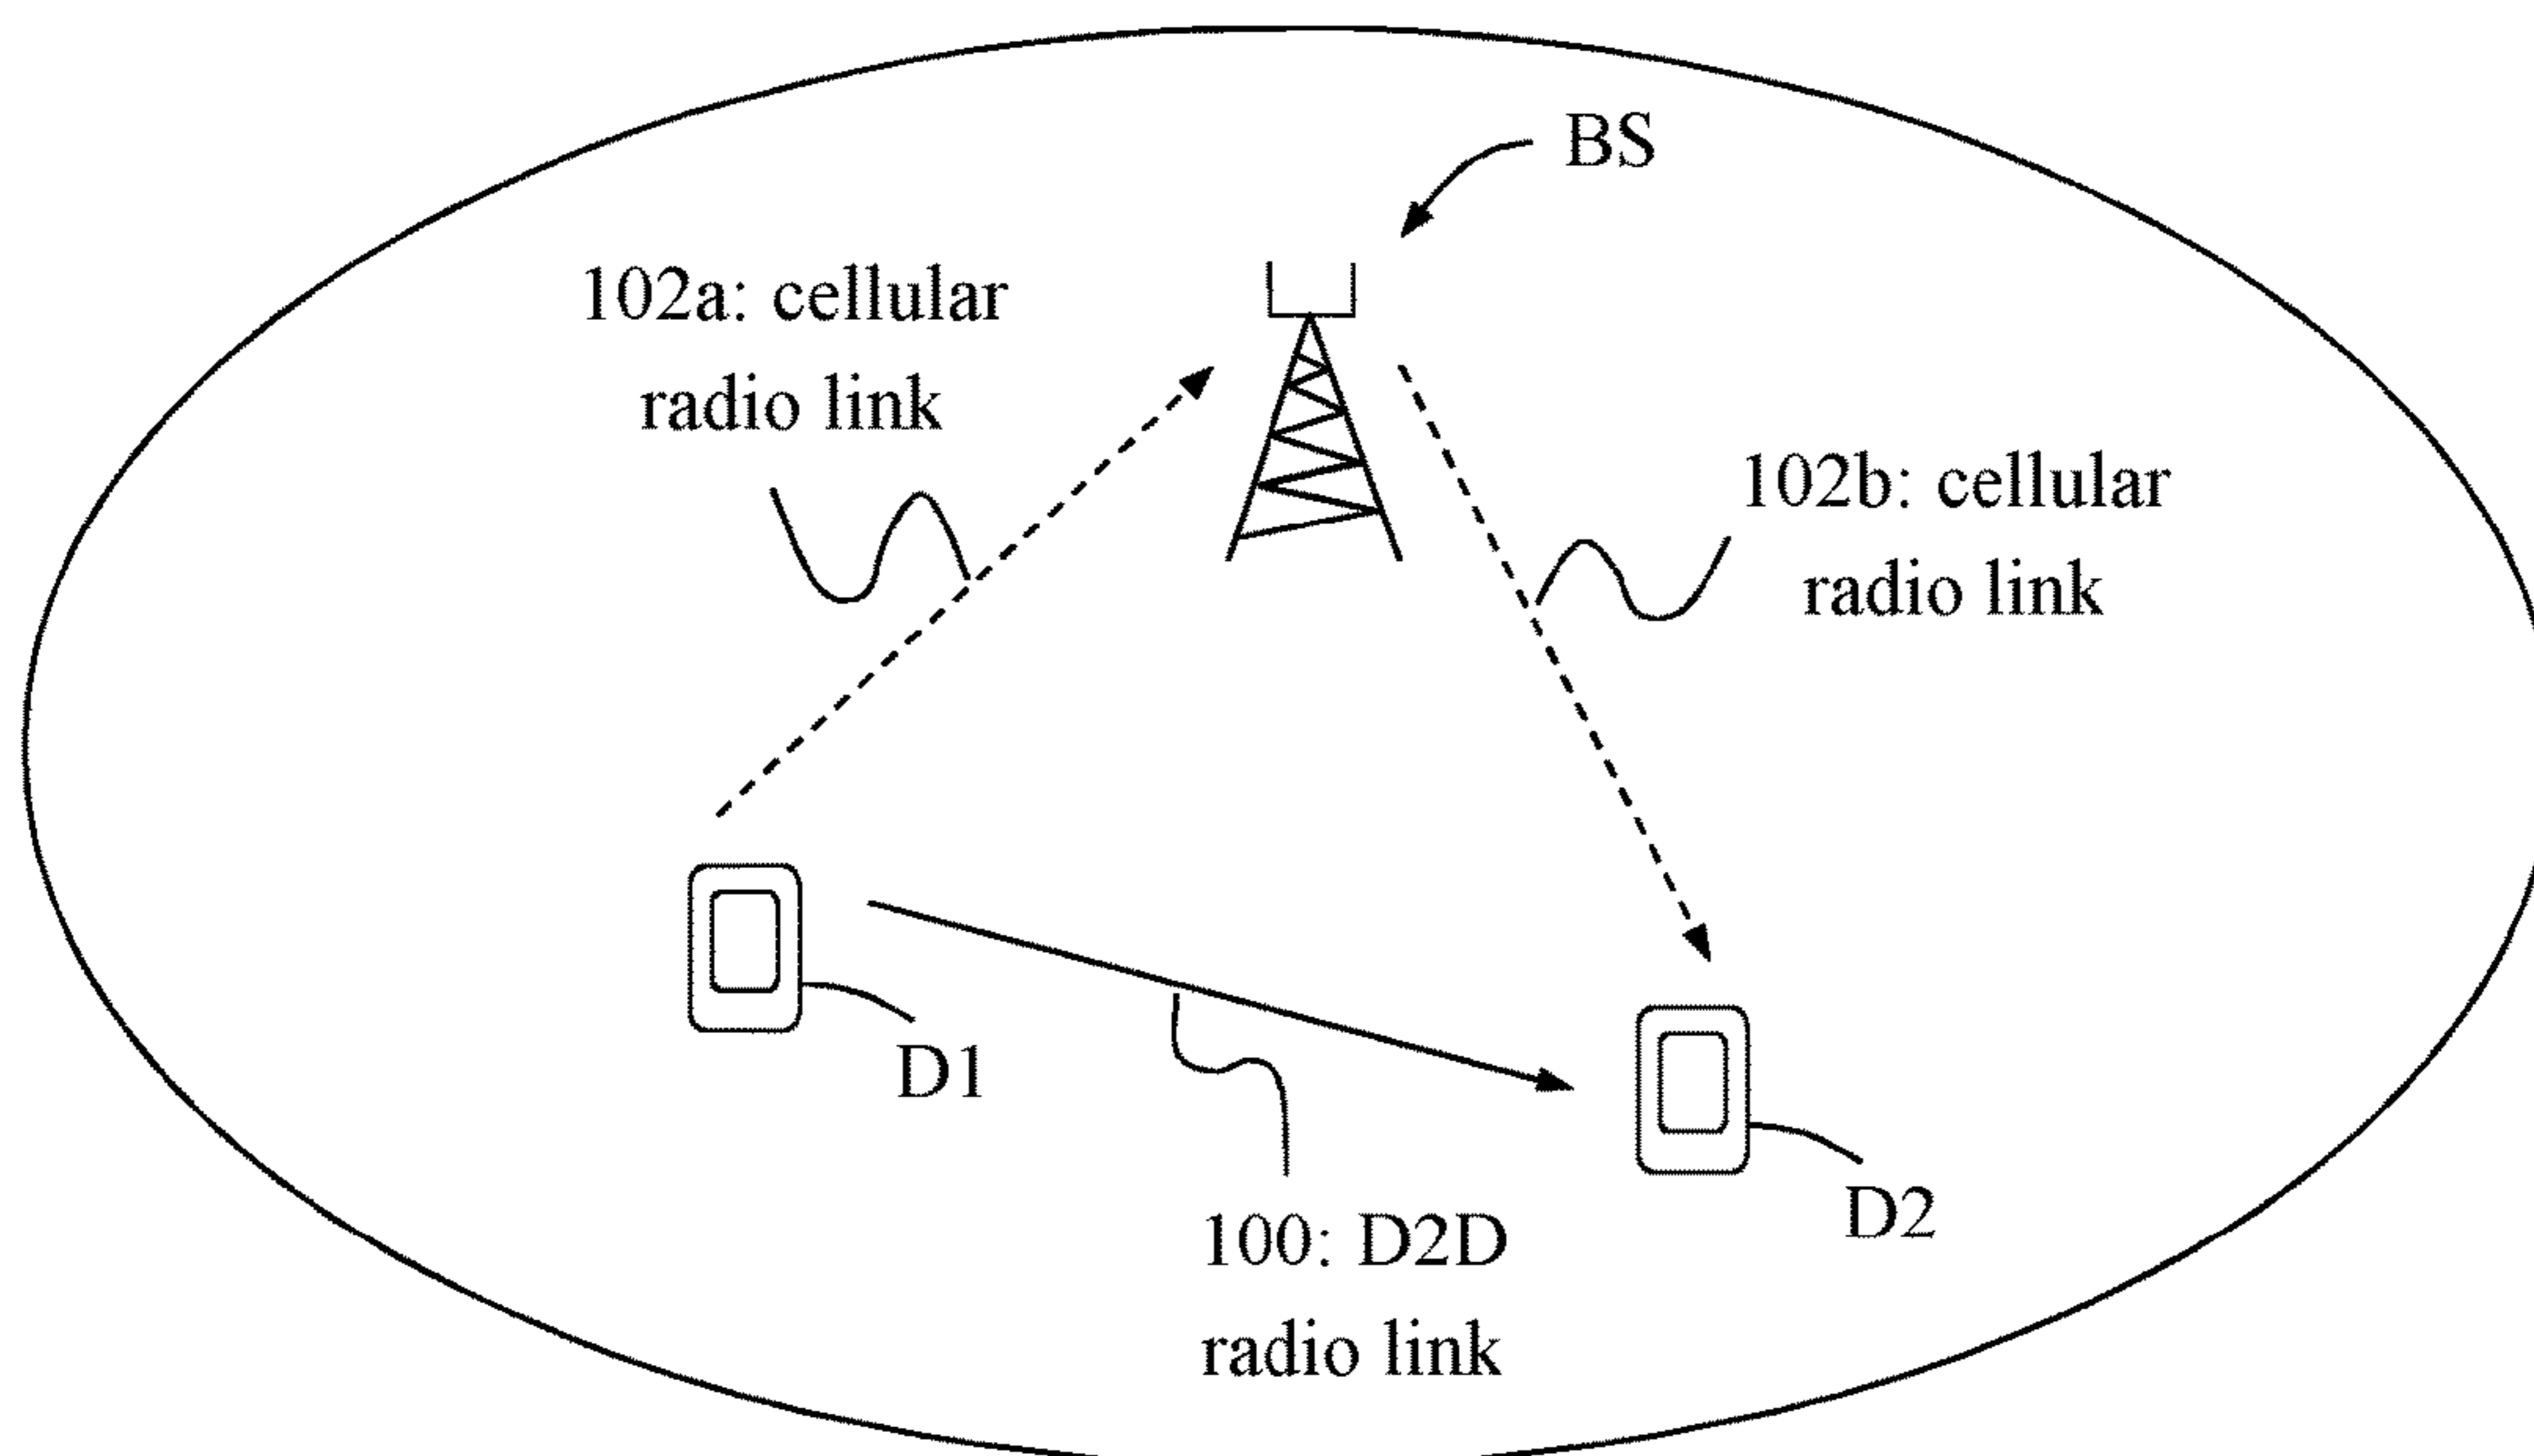 BS
102a: cellular
radio link
102b: cellular
radio link
D1
D2
100: D2D
radio link